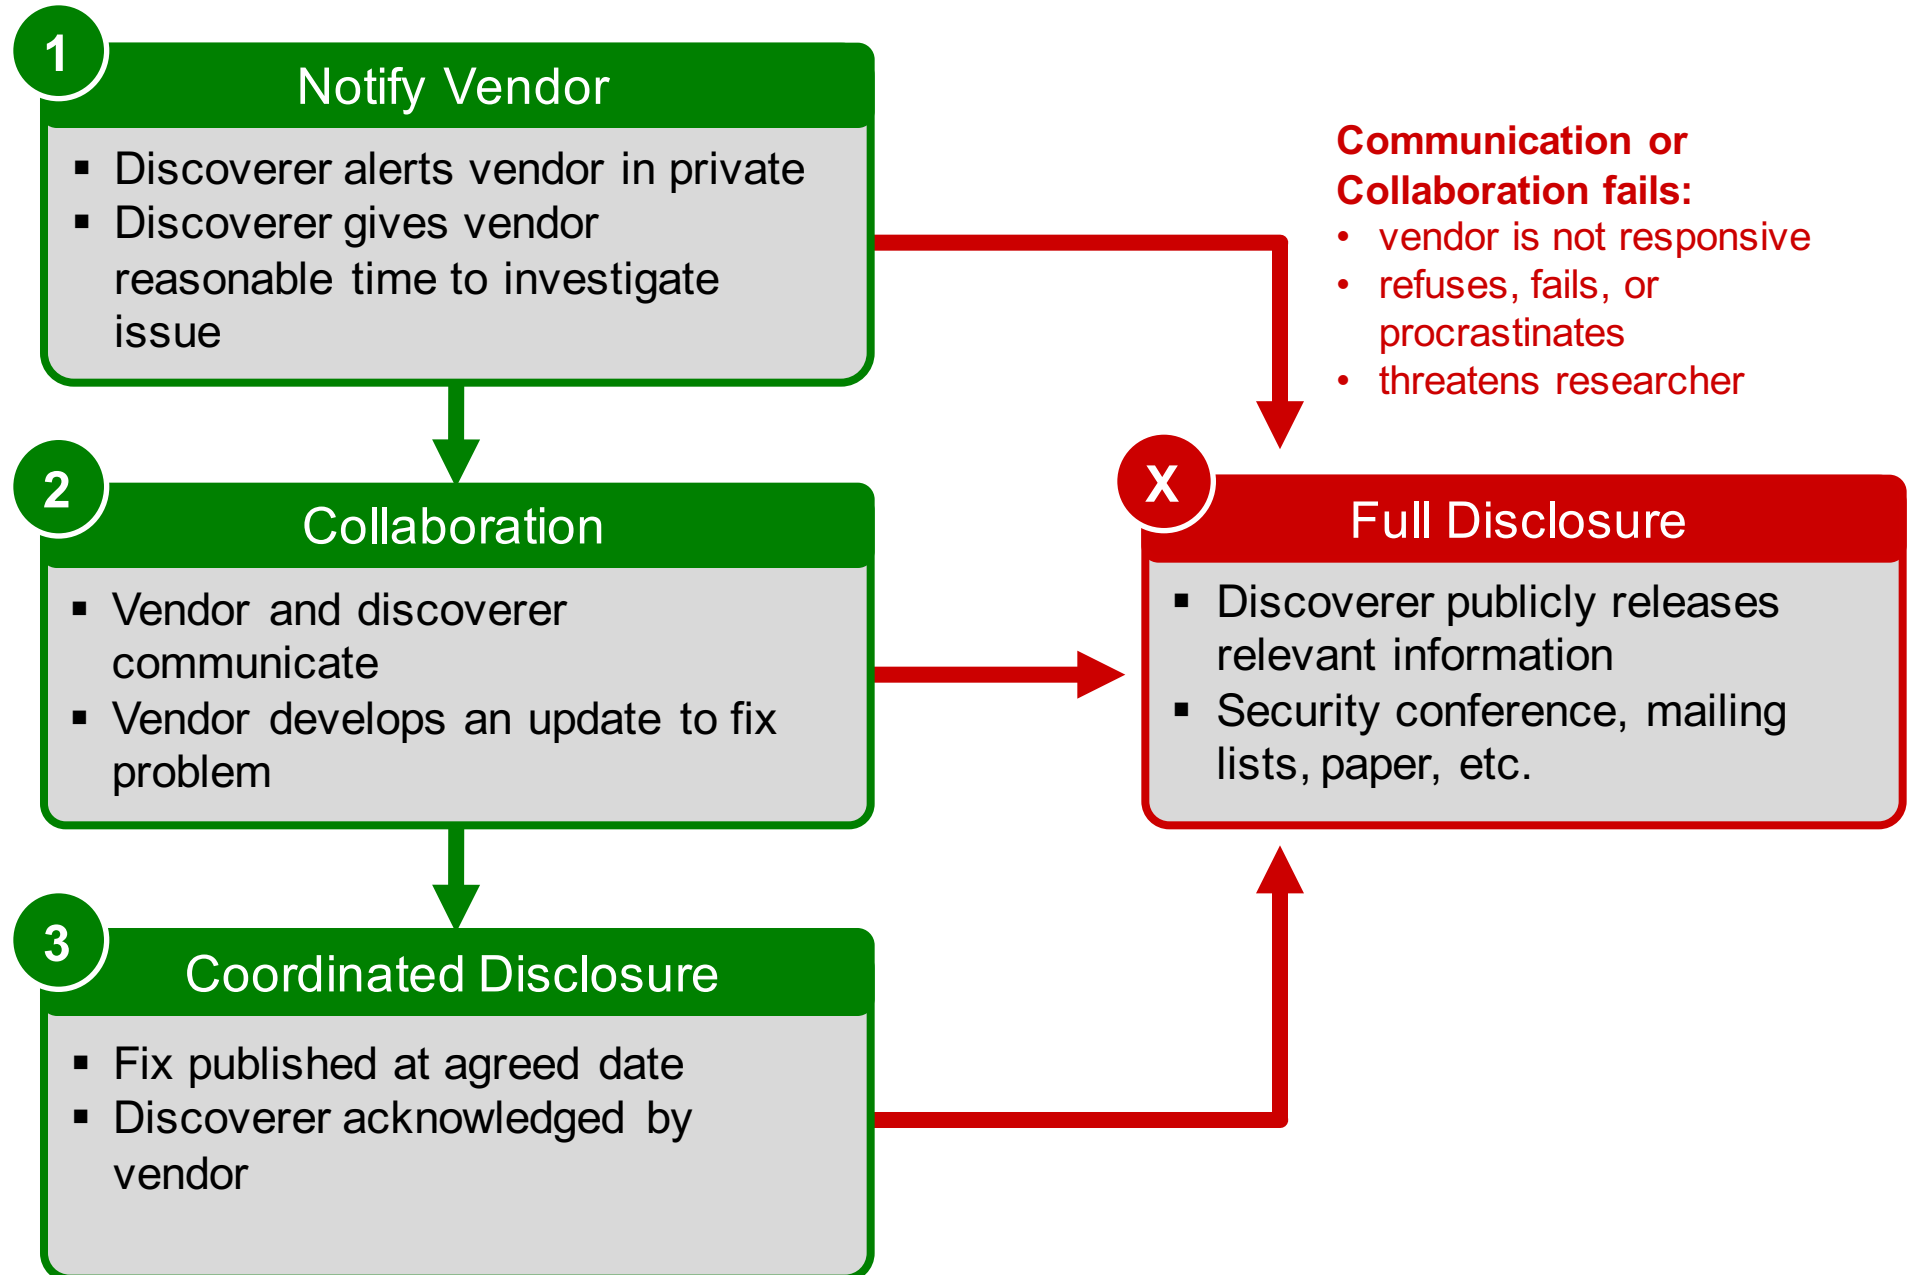 1
Notify Vendor
▪ Discoverer alerts vendor in private
▪ Discoverer gives vendor
reasonable time to investigate
issue
Communication or
Collaboration fails:
• vendor is not responsive
• refuses, fails, or
procrastinates
• threatens researcher
2
Collaboration
▪ Vendor and discoverer
communicate
▪ Vendor develops an update to fix
problem
X
Full Disclosure
▪ Discoverer publicly releases
relevant information
▪ Security conference, mailing
lists, paper, etc.
3
Coordinated Disclosure
▪ Fix published at agreed date
▪ Discoverer acknowledged by
vendor